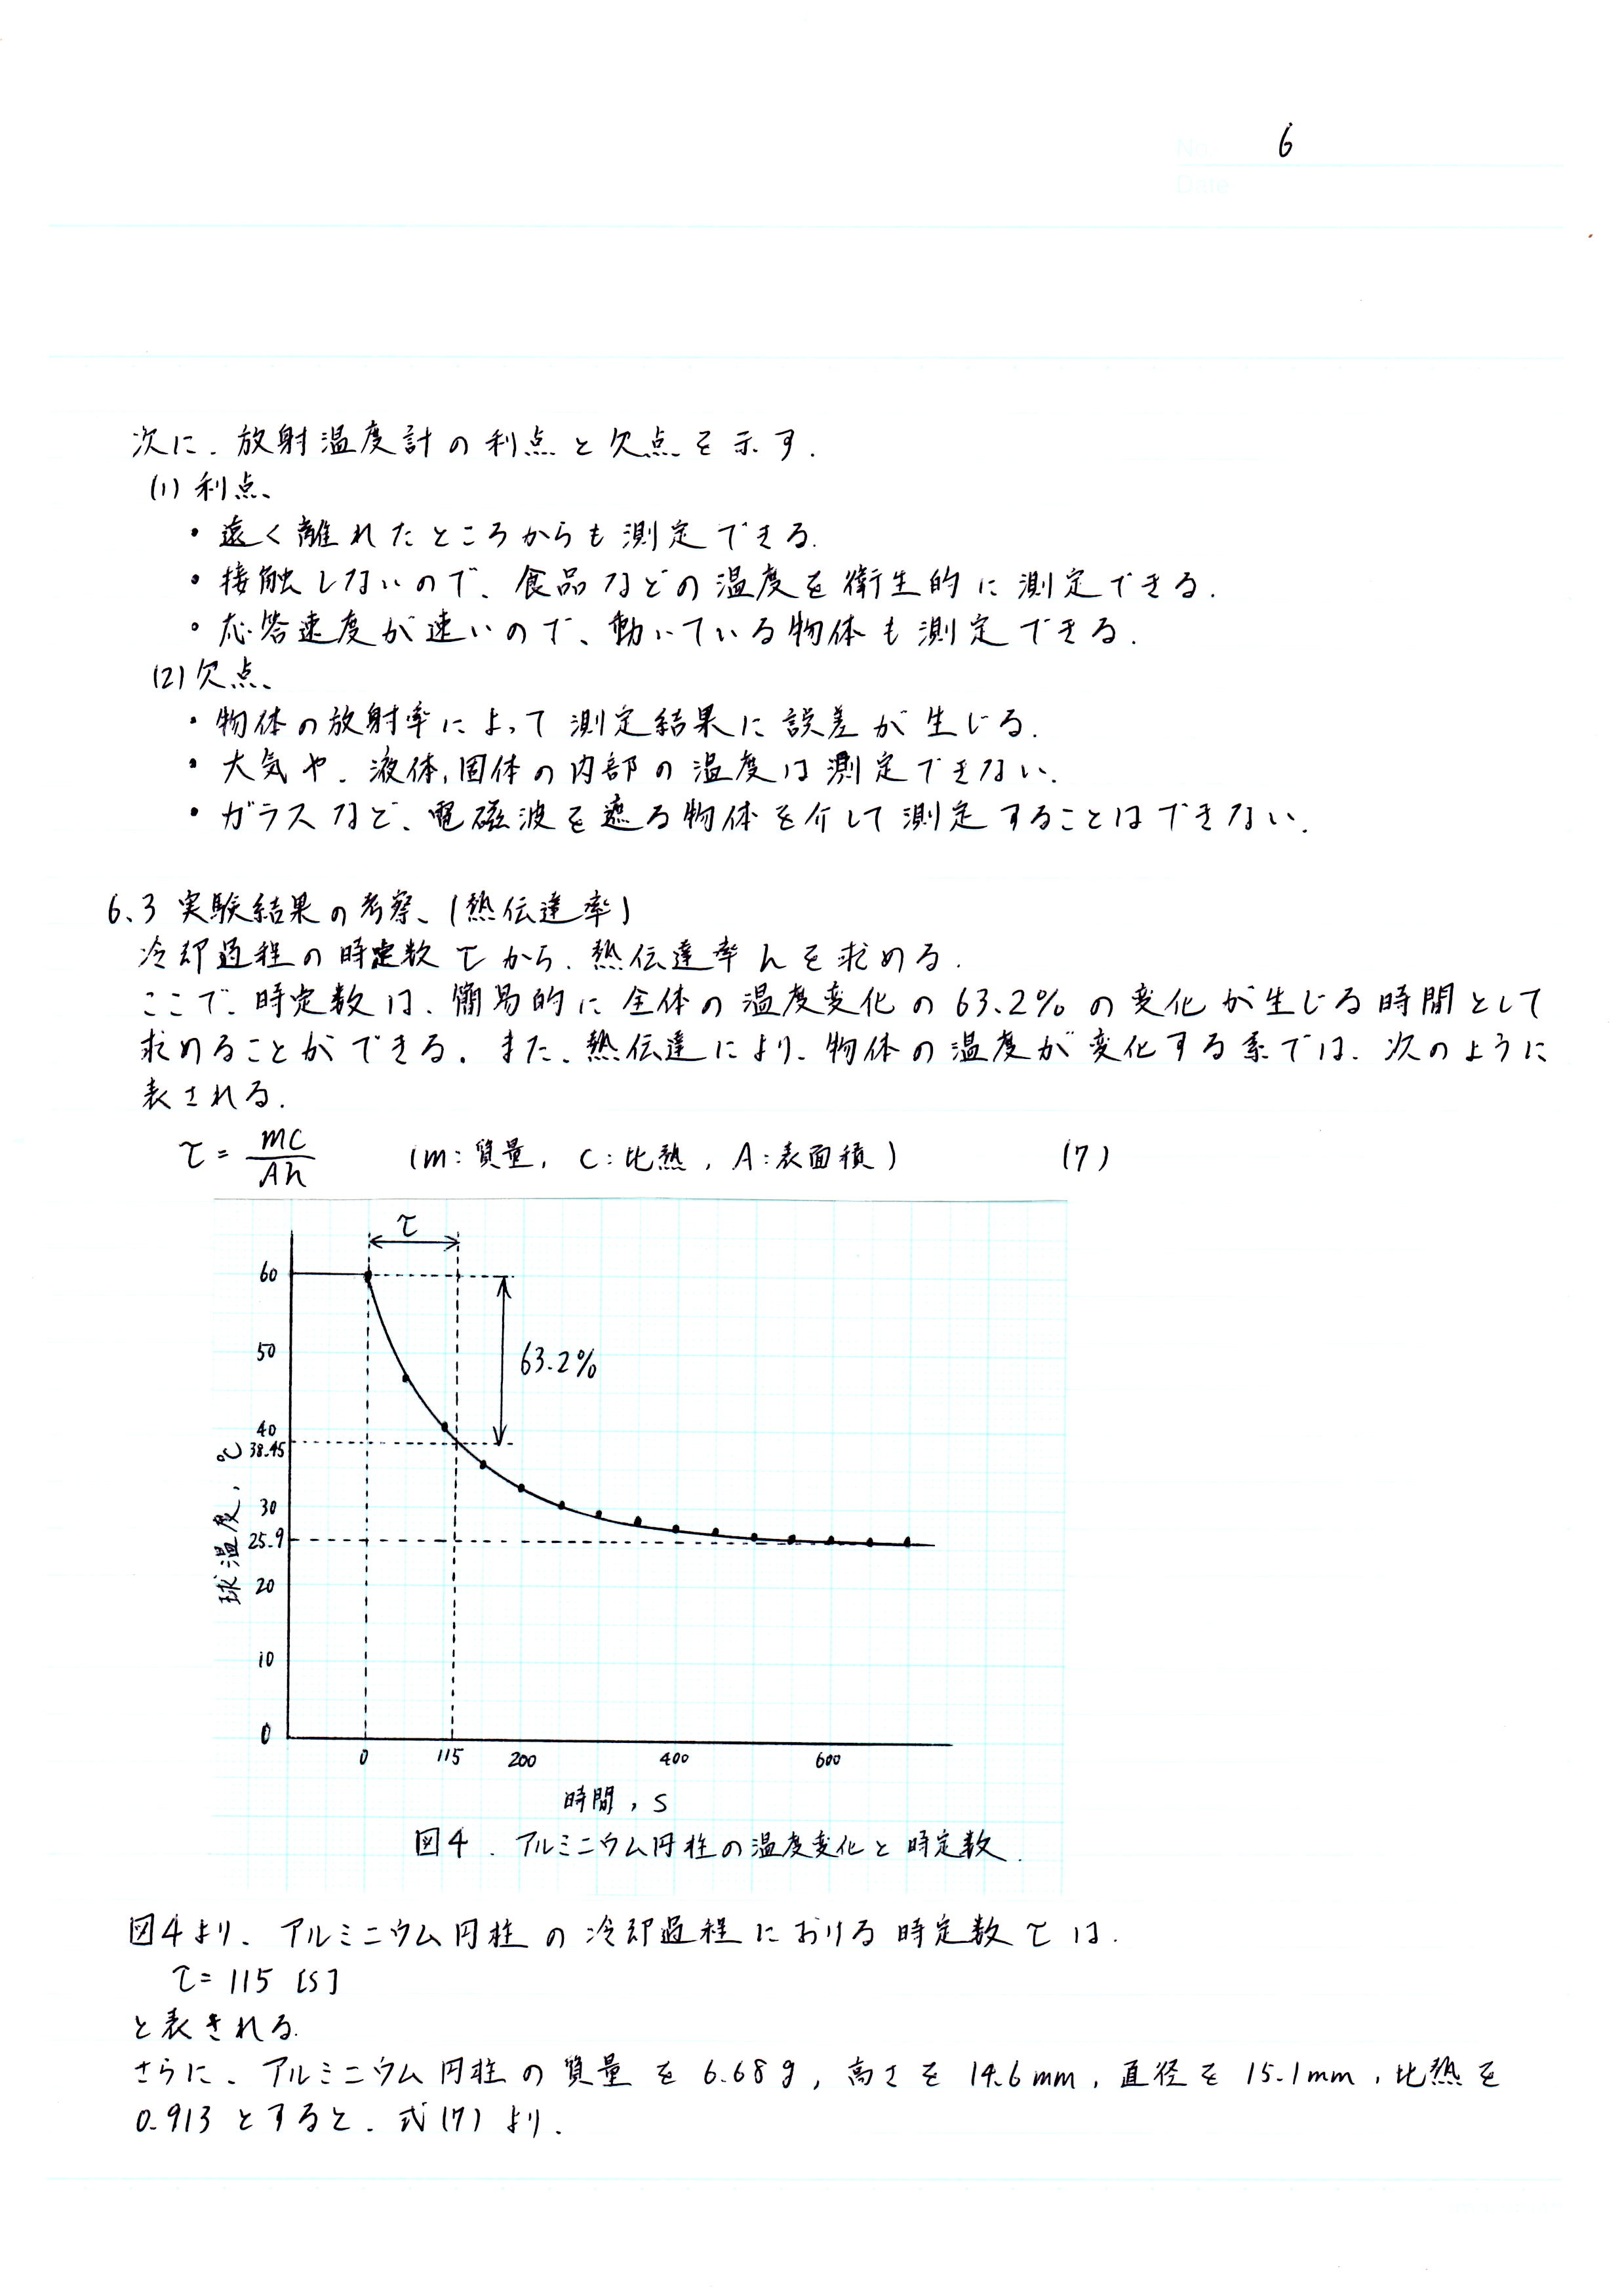 No. 6
Date
次に、放射温度計の利点と欠点を示す.
(1) 利点、
・遠く離れたところからも測定できる.
・接触しないので、食品などの温度を衛生的に測定できる.
・応答速度が速いので、動いている物体も測定できる.
(2) 欠点、
・物体の放射率によって測定結果に誤差が生じる.
・大気や、液体,固体の内部の温度は測定できない.
・ガラスなど、電磁波を遮る物体を介して測定することはできない.
6.3 実験結果の考察、(熱伝達率)
冷却過程の時定数τから、熱伝達率hを求める.
ここで、時定数は、簡易的に全体の温度変化の63.2%の変化が生じる時間として
求めることができる. また、熱伝達により、物体の温度が変化する系では、次のように
表される.
τ = mc/Ah (m:質量, c:比熱, A:表面積) (7)
τ
60
50
63.2%
40
38.45
30
25.9
20
10
0
球温度, ℃
0 115 200 400 600
時間, s
図4. アルミニウム円柱の温度変化と時定数.
図4より、アルミニウム円柱の冷却過程における時定数τは、
τ = 115 [s]
と表される.
さらに、アルミニウム円柱の質量を6.68g, 高さを14.6mm, 直径を15.1mm, 比熱を
0.913とすると、式(7)より、